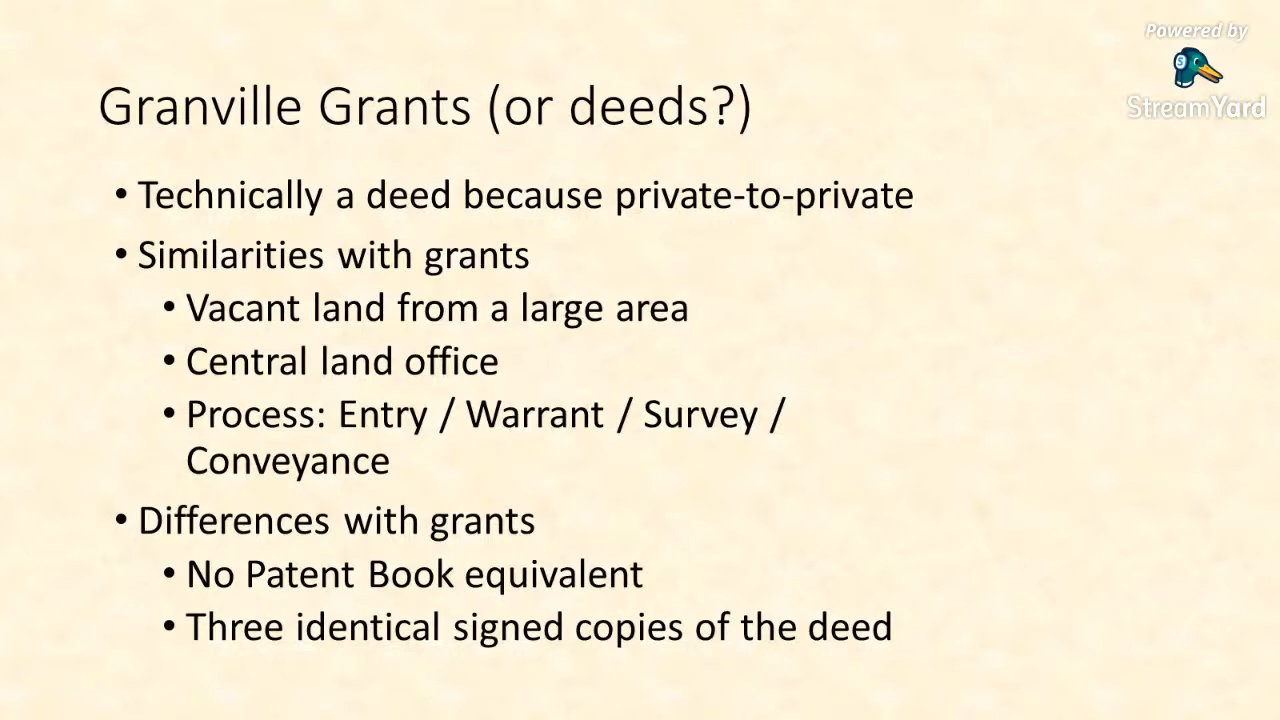 Powered by
StreamYard
Granville Grants (or deeds?)
• Technically a deed because private-to-private
• Similarities with grants
• Vacant land from a large area
• Central land office
• Process: Entry / Warrant / Survey /
Conveyance
• Differences with grants
• No Patent Book equivalent
• Three identical signed copies of the deed